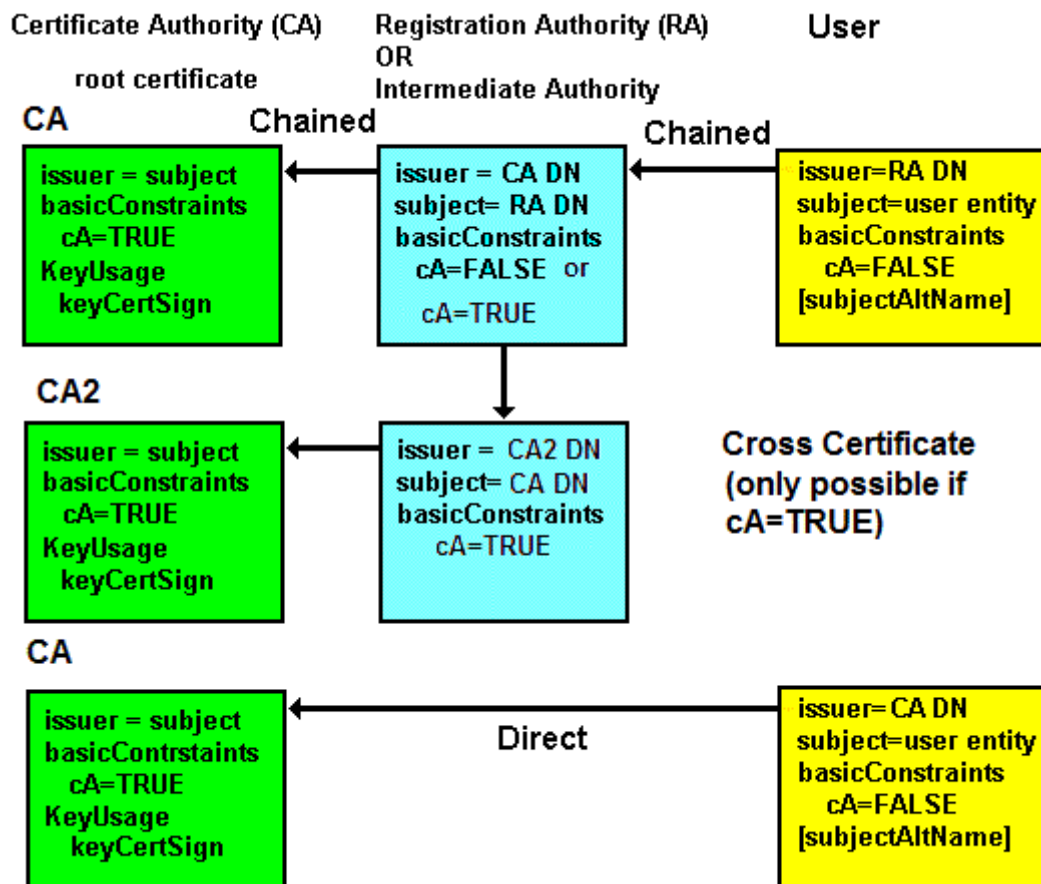 Certificate Authority (CA)
root certificate
Registration Authority (RA)
OR
Intermediate Authority
User
CA
Chained
Chained
issuer = subject
basicConstraints
cA=TRUE
KeyUsage
keyCertSign
issuer = CA DN
subject= RA DN
basicConstraints
cA=FALSE or
cA=TRUE
issuer=RA DN
subject=user entity
basicConstraints
cA=FALSE
[subjectAltName]
CA2
issuer = subject
basicConstraints
cA=TRUE
KeyUsage
keyCertSign
issuer = CA2 DN
subject= CA DN
basicConstraints
cA=TRUE
Cross Certificate
(only possible if
cA=TRUE)
CA
issuer = subject
basicContrstaints
cA=TRUE
KeyUsage
keyCertSign
Direct
issuer=CA DN
subject=user entity
basicConstraints
cA=FALSE
[subjectAltName]